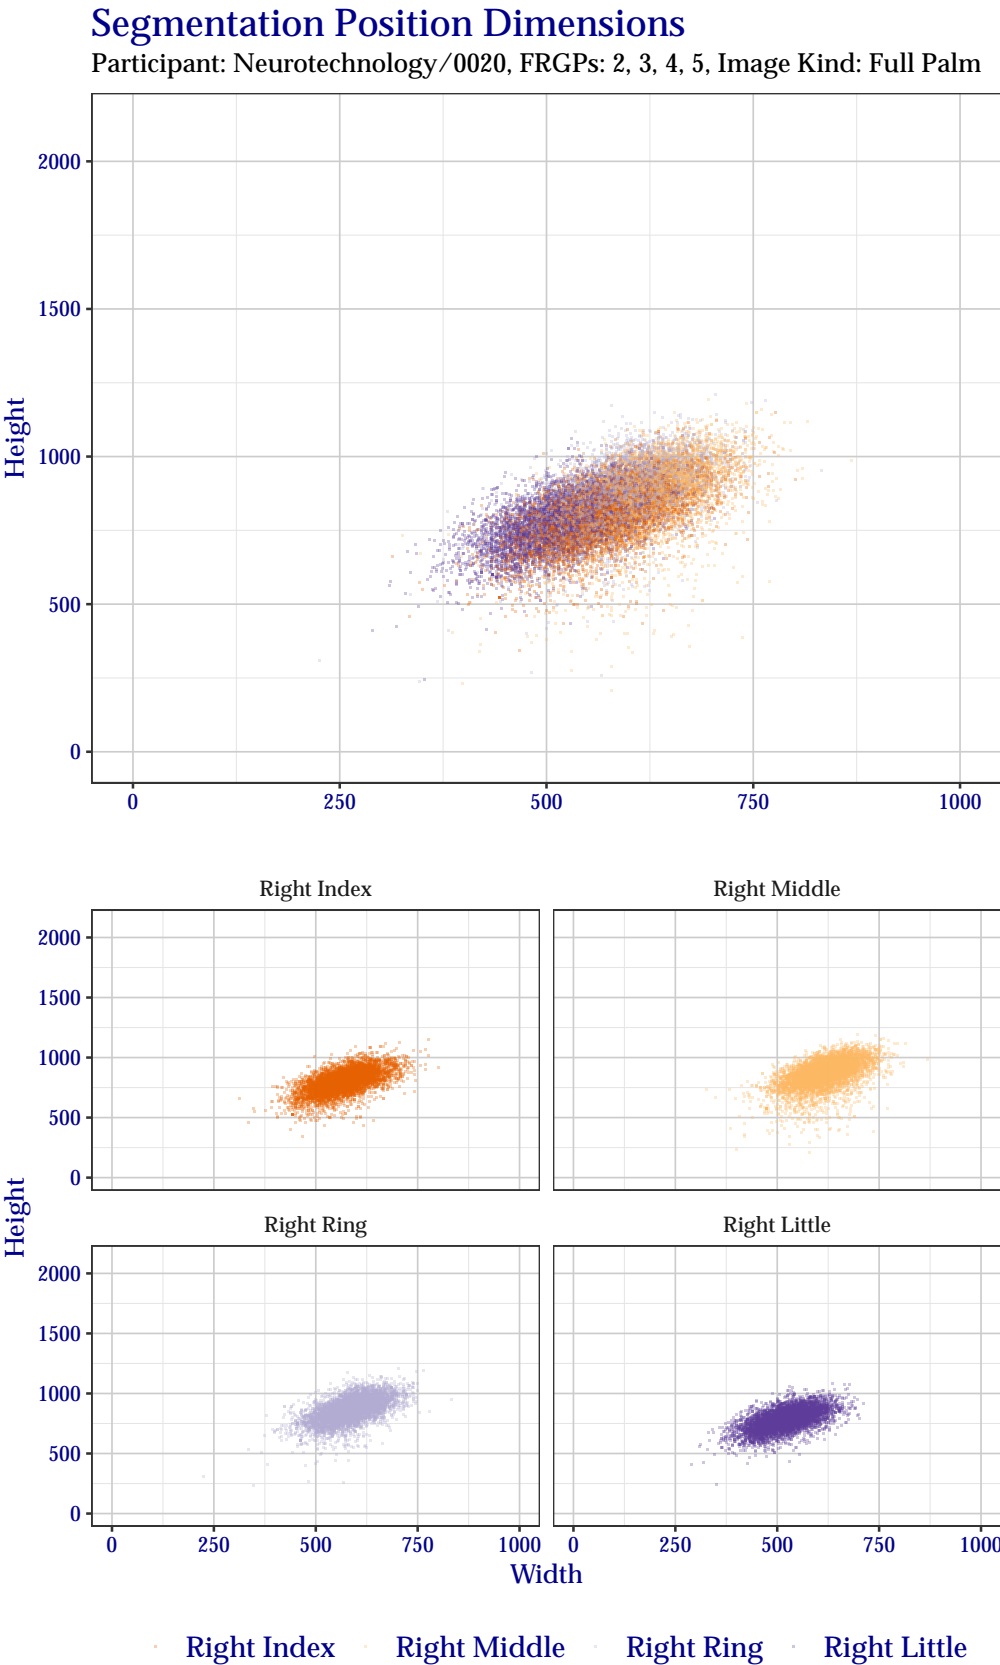 Segmentation Position Dimensions
Participant: Neurotechnology/0020, FRGPs: 2, 3, 4, 5, Image Kind: Full Palm
2000
1500
1000
500
0
Height
0 250 500 750 1000
Right Index Right Middle
2000
1500
1000
500
0
Height
Right Ring Right Little
2000
1500
1000
500
0
0 250 500 750 1000 0 250 500 750 1000
Width
Right Index Right Middle Right Ring Right Little